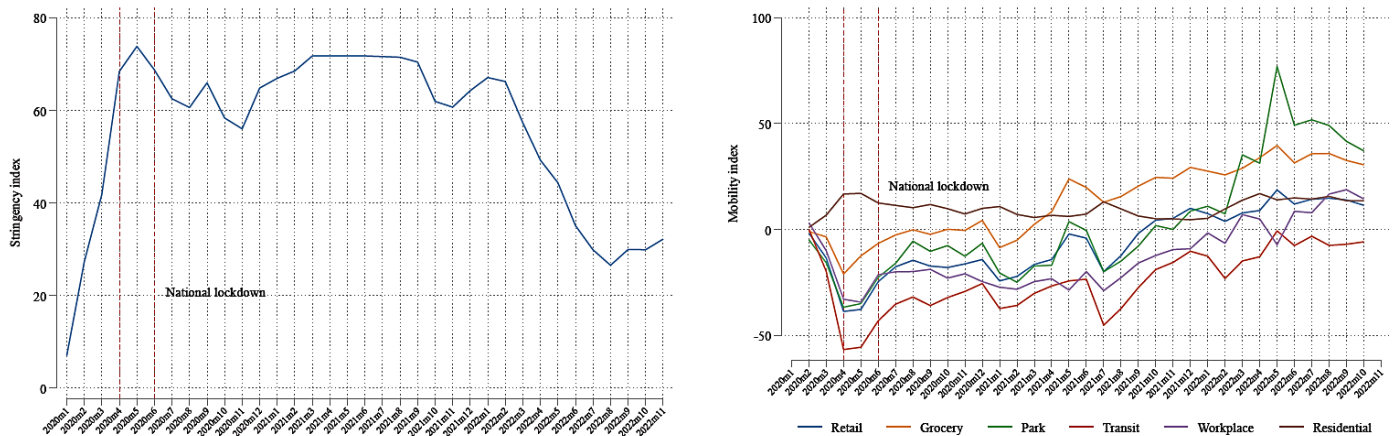 80
60
40
20
0
Stringency index
National lockdown
2020m1
2020m2
2020m3
2020m4
2020m5
2020m6
2020m7
2020m8
2020m9
2020m10
2020m11
2020m12
2021m1
2021m2
2021m3
2021m4
2021m5
2021m6
2021m7
2021m8
2021m9
2021m10
2021m11
2021m12
2022m1
2022m2
2022m3
2022m4
2022m5
2022m6
2022m7
2022m8
2022m9
2022m10
2022m11
100
50
0
-50
Mobility index
National lockdown
2020m1
2020m2
2020m3
2020m4
2020m5
2020m6
2020m7
2020m8
2020m9
2020m10
2020m11
2020m12
2021m1
2021m2
2021m3
2021m4
2021m5
2021m6
2021m7
2021m8
2021m9
2021m10
2021m11
2021m12
2022m1
2022m2
2022m3
2022m4
2022m5
2022m6
2022m7
2022m8
2022m9
2022m10
2022m11
Retail Grocery Park Transit Workplace Residential